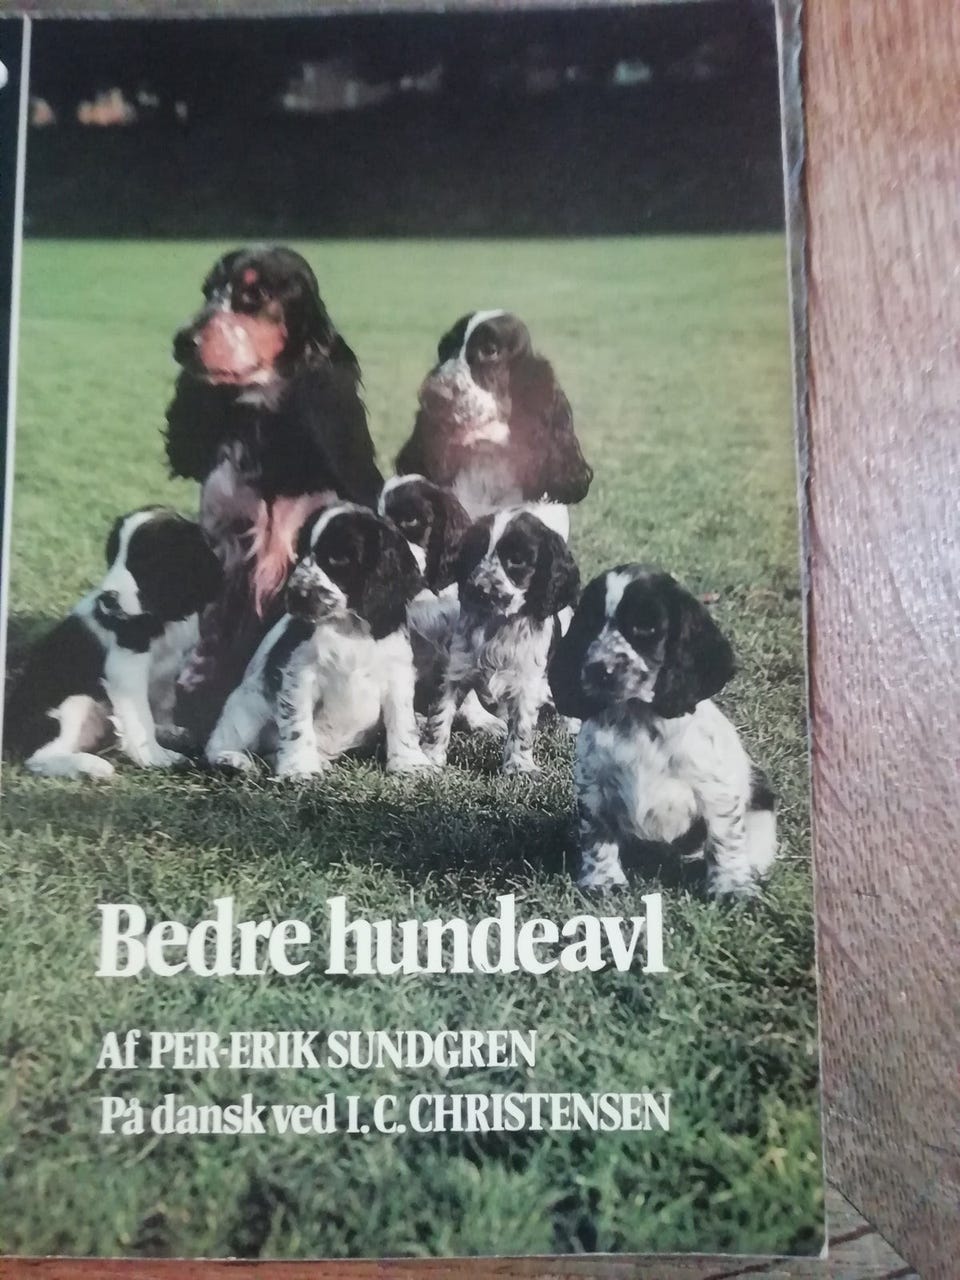 Bedre hundeavl
Af PER-ERIK SUNDGREN
På dansk ved I. C. CHRISTENSEN